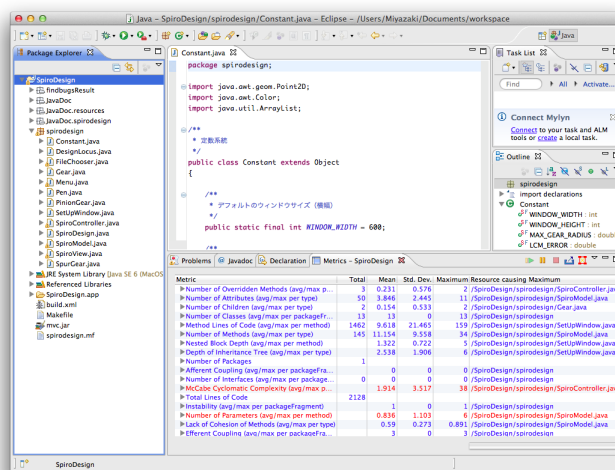 Java - SpiroDesign/spirodesign/Constant.java - Eclipse - /Users/Miyazaki/Documents/workspace
Java
Package Explorer
SpiroDesign
findbugsResult
JavaDoc
JavaDoc.resources
JavaDoc.spirodesign
spirodesign
Constant.java
DesignLocus.java
FileChooser.java
Gear.java
Menu.java
Pen.java
PinionGear.java
SetUpWindow.java
SpiroController.java
SpiroDesign.java
SpiroModel.java
SpiroView.java
SpurGear.java
JRE System Library [Java SE 6 (MacOS
Referenced Libraries
SpiroDesign.app
build.xml
Makefile
mvc.jar
spirodesign.mf
Constant.java
package spirodesign;
import java.awt.geom.Point2D;
import java.awt.Color;
import java.util.ArrayList;
/**
* 定数系統
*/
public class Constant extends Object
{
/**
* デフォルトのウィンドウサイズ（横幅）
*/
public static final int WINDOW_WIDTH = 600;
/**
Task List
Find
All
Activate...
Connect Mylyn
Connect to your task and ALM
tools or create a local task.
Outline
spirodesign
import declarations
Constant
WINDOW_WIDTH : int
WINDOW_HEIGHT : int
MAX_GEAR_RADIUS : doubl
LCM_ERROR : double
Problems @ Javadoc Declaration Metrics - SpiroDesign
Metric Total Mean Std. Dev. Maximum Resource causing Maximum
Number of Overridden Methods (avg/max p... 3 0.231 0.576 2 /SpiroDesign/spirodesign/SpiroController.jav
Number of Attributes (avg/max per type) 50 3.846 2.445 11 /SpiroDesign/spirodesign/SpiroModel.java
Number of Children (avg/max per type) 2 0.154 0.533 2 /SpiroDesign/spirodesign/Gear.java
Number of Classes (avg/max per packageFr... 13 13 0 13 /SpiroDesign/spirodesign
Method Lines of Code (avg/max per method) 1462 9.618 21.465 159 /SpiroDesign/spirodesign/SetUpWindow.java
Number of Methods (avg/max per type) 145 11.154 9.558 34 /SpiroDesign/spirodesign/SpiroModel.java
Nested Block Depth (avg/max per method) 1.322 0.722 5 /SpiroDesign/spirodesign/SetUpWindow.java
Depth of Inheritance Tree (avg/max per type) 2.538 1.906 6 /SpiroDesign/spirodesign/SetUpWindow.java
Number of Packages 1
Afferent Coupling (avg/max per packageFra... 0 0 0 /SpiroDesign/spirodesign
Number of Interfaces (avg/max per package... 0 0 0 0 /SpiroDesign/spirodesign
McCabe Cyclomatic Complexity (avg/max p... 1.914 3.517 38 /SpiroDesign/spirodesign/SpiroController.jav
Total Lines of Code 2128
Instability (avg/max per packageFragment) 1 0 1 /SpiroDesign/spirodesign
Number of Parameters (avg/max per method) 0.836 1.103 6 /SpiroDesign/spirodesign/SpiroModel.java
Lack of Cohesion of Methods (avg/max per type) 0.59 0.273 0.891 /SpiroDesign/spirodesign/SetUpWindow.java
Efferent Coupling (avg/max per packageFra... 3 0 3 /SpiroDesign/spirodesign
SpiroDesign